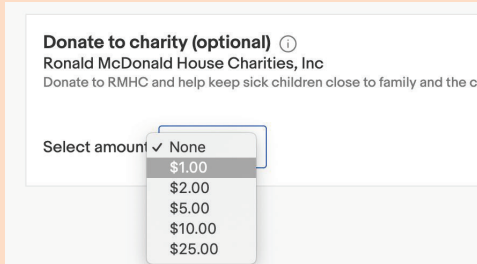 Donate to charity (optional) i
Ronald McDonald House Charities, Inc
Donate to RMHC and help keep sick children close to family and the c
Select amount ✓ None
$1.00
$2.00
$5.00
$10.00
$25.00